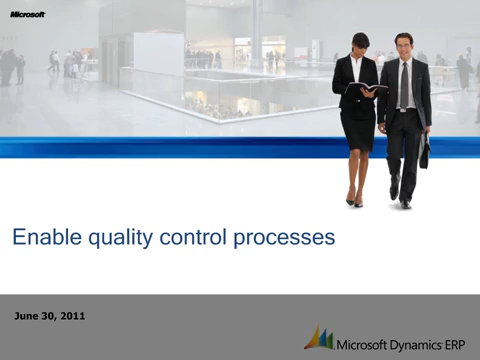 Microsoft
Enable quality control processes
June 30, 2011
Microsoft Dynamics ERP